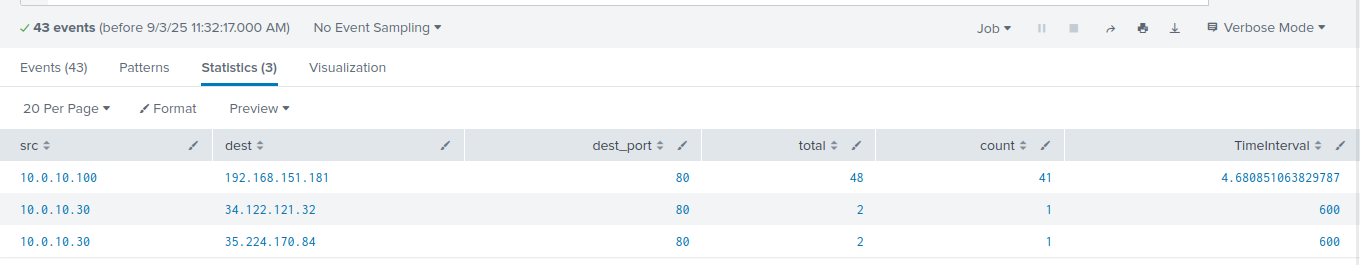 43 events (before 9/3/25 11:32:17.000 AM) No Event Sampling Job Verbose Mode
Events (43) Patterns Statistics (3) Visualization
20 Per Page Format Preview
src dest dest_port total count TimeInterval
10.0.10.100 192.168.151.181 80 48 41 4.680851063829787
10.0.10.30 34.122.121.32 80 2 1 600
10.0.10.30 35.224.170.84 80 2 1 600